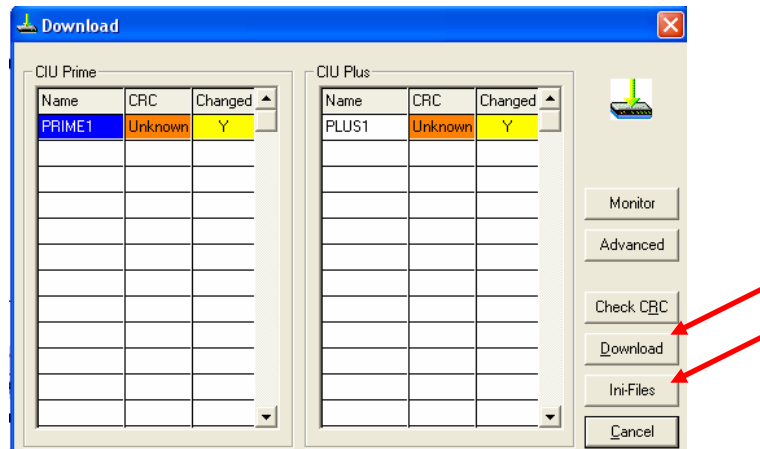 Download
CIU Prime
Name CRC Changed
PRIME1 Unknown Y
CIU Plus
Name CRC Changed
PLUS1 Unknown Y
Monitor
Advanced
Check CRC
Download
Ini-Files
Cancel